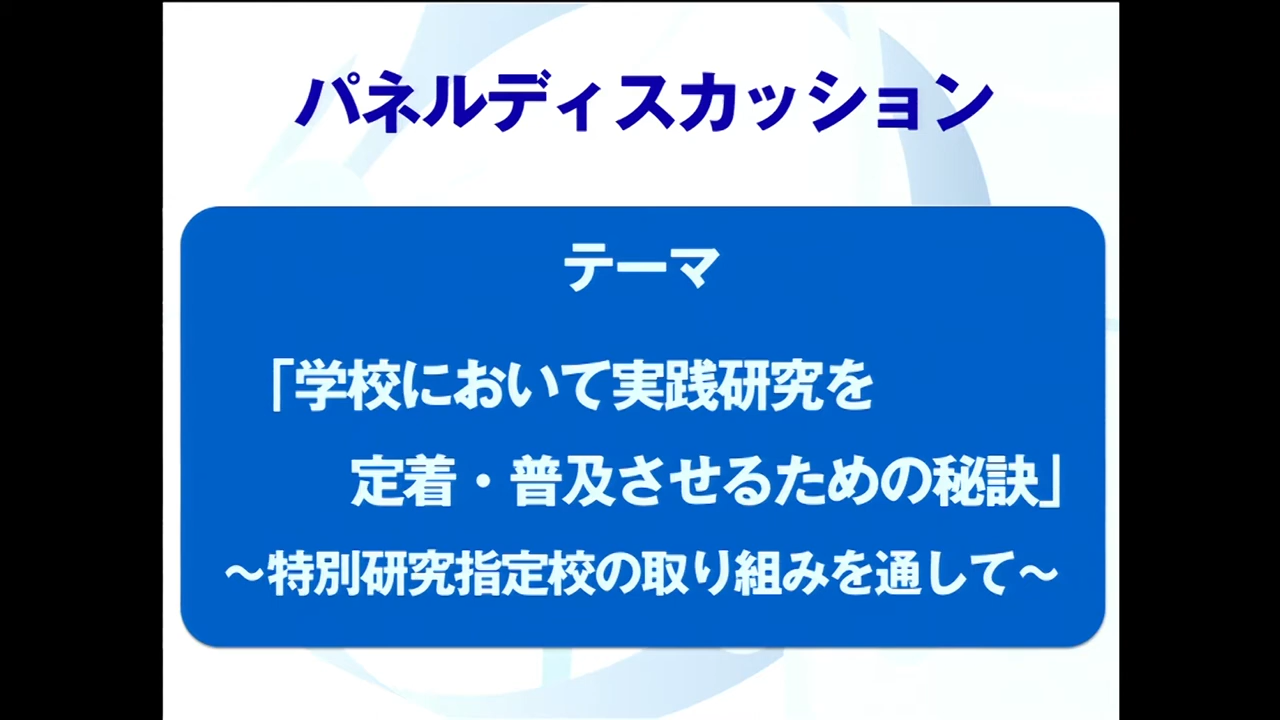 パネルディスカッション
テーマ
「学校において実践研究を
定着・普及させるための秘訣」
～特別研究指定校の取り組みを通して～